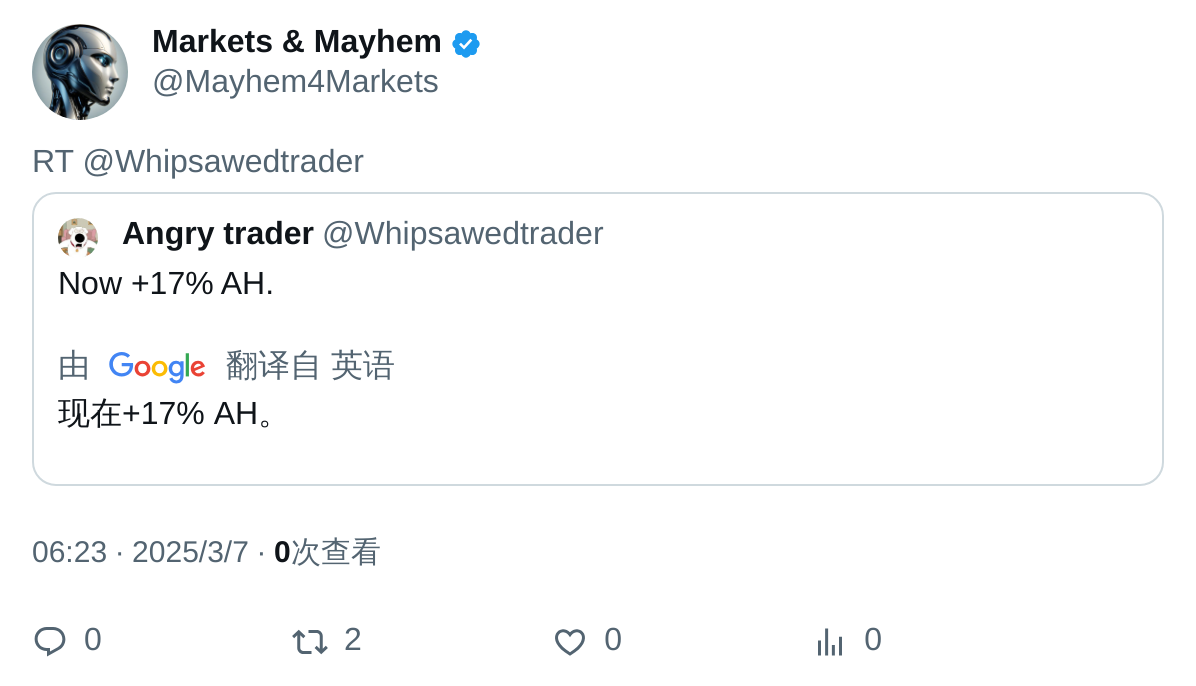 Markets & Mayhem
@Mayhem4Markets
RT @Whipsawedtrader
Angry trader @Whipsawedtrader
Now +17% AH.
由 Google 翻译自 英语
现在+17% AH。
06:23 · 2025/3/7 · 0次查看
0 2 0 0